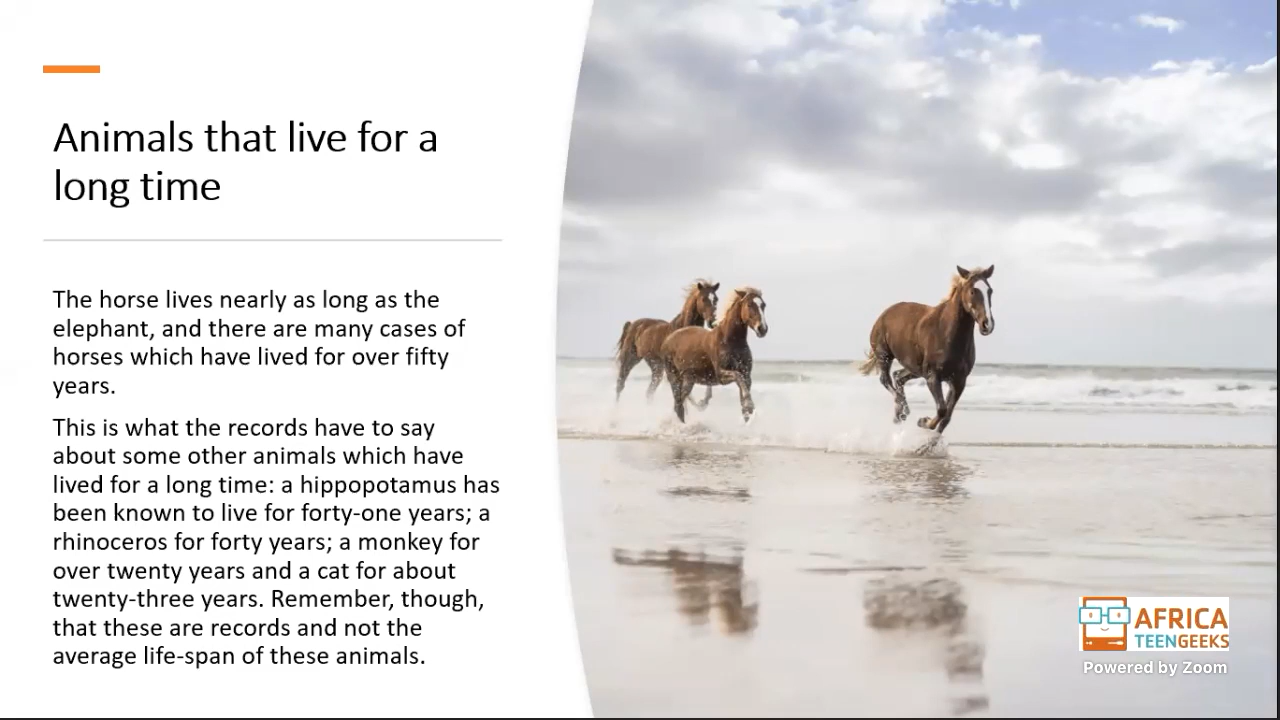 Animals that live for a
long time
The horse lives nearly as long as the
elephant, and there are many cases of
horses which have lived for over fifty
years.
This is what the records have to say
about some other animals which have
lived for a long time: a hippopotamus has
been known to live for forty-one years; a
rhinoceros for forty years; a monkey for
over twenty years and a cat for about
twenty-three years. Remember, though,
that these are records and not the
average life-span of these animals.
AFRICA
TEENGEEKS
Powered by Zoom